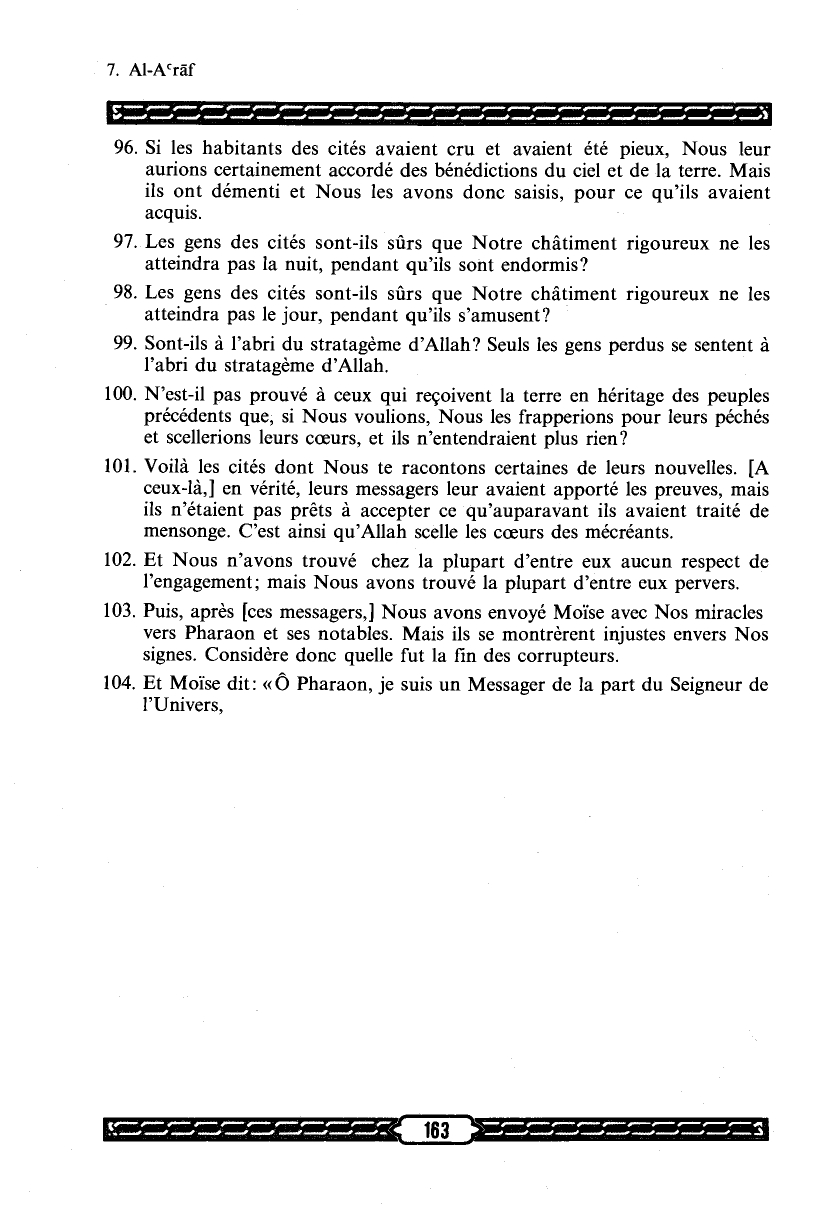 7. Al-Aʿrāf
96. Si les habitants des cités avaient cru et avaient été pieux, Nous leur
aurions certainement accordé des bénédictions du ciel et de la terre. Mais
ils ont démenti et Nous les avons donc saisis, pour ce qu'ils avaient
acquis.
97. Les gens des cités sont-ils sûrs que Notre châtiment rigoureux ne les
atteindra pas la nuit, pendant qu'ils sont endormis?
98. Les gens des cités sont-ils sûrs que Notre châtiment rigoureux ne les
atteindra pas le jour, pendant qu'ils s'amusent?
99. Sont-ils à l'abri du stratagème d'Allah? Seuls les gens perdus se sentent à
l'abri du stratagème d'Allah.
100. N'est-il pas prouvé à ceux qui reçoivent la terre en héritage des peuples
précédents que, si Nous voulions, Nous les frapperions pour leurs péchés
et scellerions leurs cœurs, et ils n'entendraient plus rien?
101. Voilà les cités dont Nous te racontons certaines de leurs nouvelles. [A
ceux-là,] en vérité, leurs messagers leur avaient apporté les preuves, mais
ils n'étaient pas prêts à accepter ce qu'auparavant ils avaient traité de
mensonge. C'est ainsi qu'Allah scelle les cœurs des mécréants.
102. Et Nous n'avons trouvé chez la plupart d'entre eux aucun respect de
l'engagement; mais Nous avons trouvé la plupart d'entre eux pervers.
103. Puis, après [ces messagers,] Nous avons envoyé Moïse avec Nos miracles
vers Pharaon et ses notables. Mais ils se montrèrent injustes envers Nos
signes. Considère donc quelle fut la fin des corrupteurs.
104. Et Moïse dit: «Ô Pharaon, je suis un Messager de la part du Seigneur de
l'Univers,
163